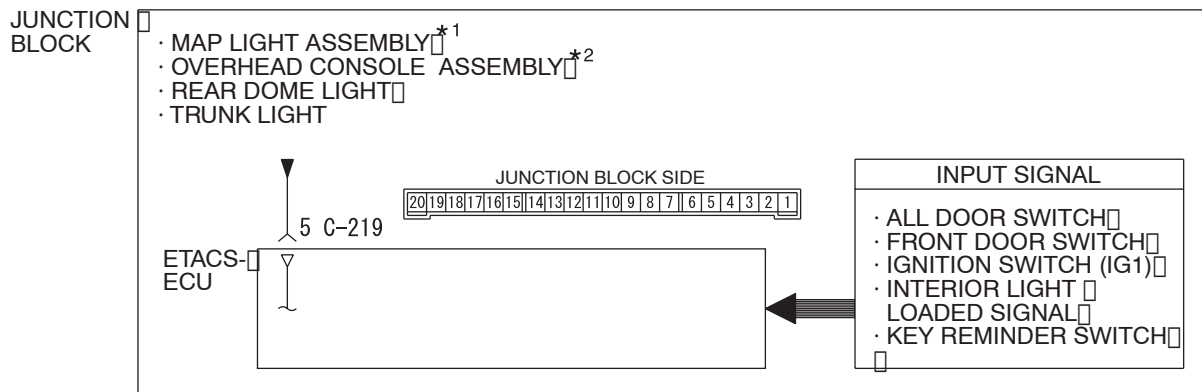 JUNCTION
BLOCK
· MAP LIGHT ASSEMBLY *1
· OVERHEAD CONSOLE ASSEMBLY *2
· REAR DOME LIGHT
· TRUNK LIGHT
JUNCTION BLOCK SIDE
20 19 18 17 16 15 14 13 12 11 10 9 8 7 6 5 4 3 2 1
5 C-219
ETACS-
ECU
INPUT SIGNAL
· ALL DOOR SWITCH
· FRONT DOOR SWITCH
· IGNITION SWITCH (IG1)
· INTERIOR LIGHT
LOADED SIGNAL
· KEY REMINDER SWITCH